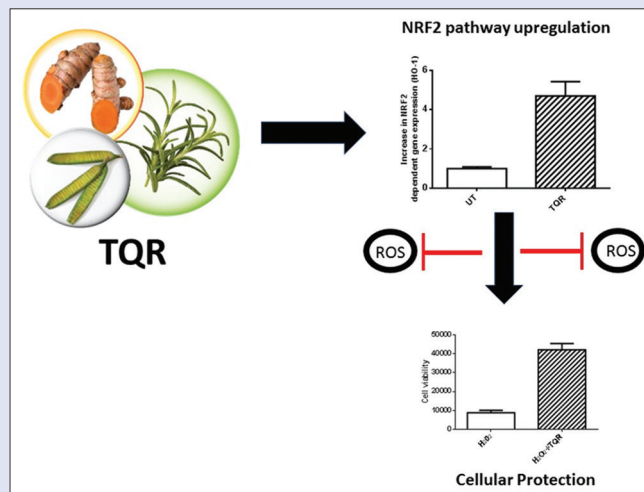 TQR
NRF2 pathway upregulation
Increase in NRF2
dependent gene expression (HO-1)
6
4
2
0
UT
TQR
ROS
ROS
Cell viability
50000
40000
30000
20000
10000
0
H₂0₂
H₂O₂+TQR
Cellular Protection